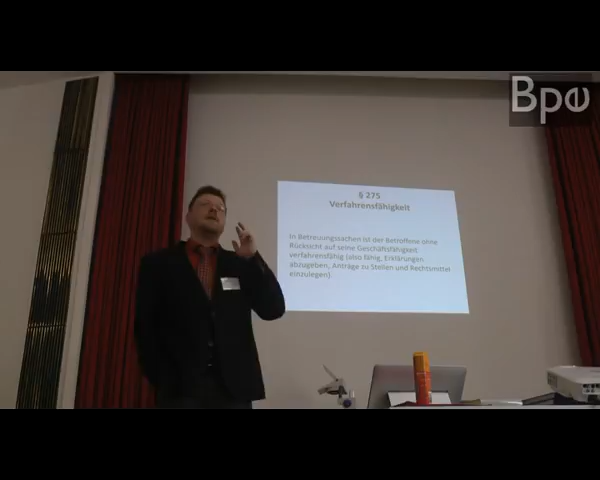 Bpe
§ 275
Verfahrensfähigkeit
In Betreuungssachen ist der Betroffene ohne
Rücksicht auf seine Geschäftsfähigkeit
verfahrensfähig (also fähig, Erklärungen
abzugeben, Anträge zu Stellen und Rechtsmittel
einzulegen).